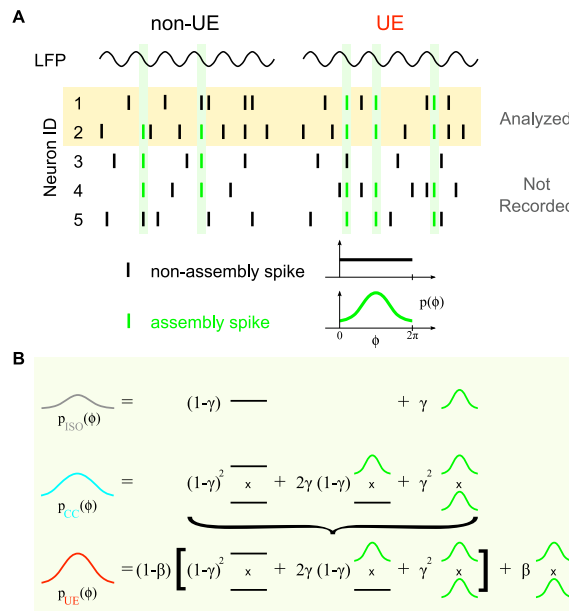 A
non-UE UE
LFP
Neuron ID
1
2
3
4
5
Analyzed
Not
Recorded
non-assembly spike
assembly spike
p(ϕ)
0 ϕ 2π
B
p_ISO(ϕ) = (1-γ) + γ
p_CC(ϕ) = (1-γ)² x + 2γ (1-γ) x + γ² x
p_UE(ϕ) = (1-β) [ (1-γ)² x + 2γ (1-γ) x + γ² x ] + β x